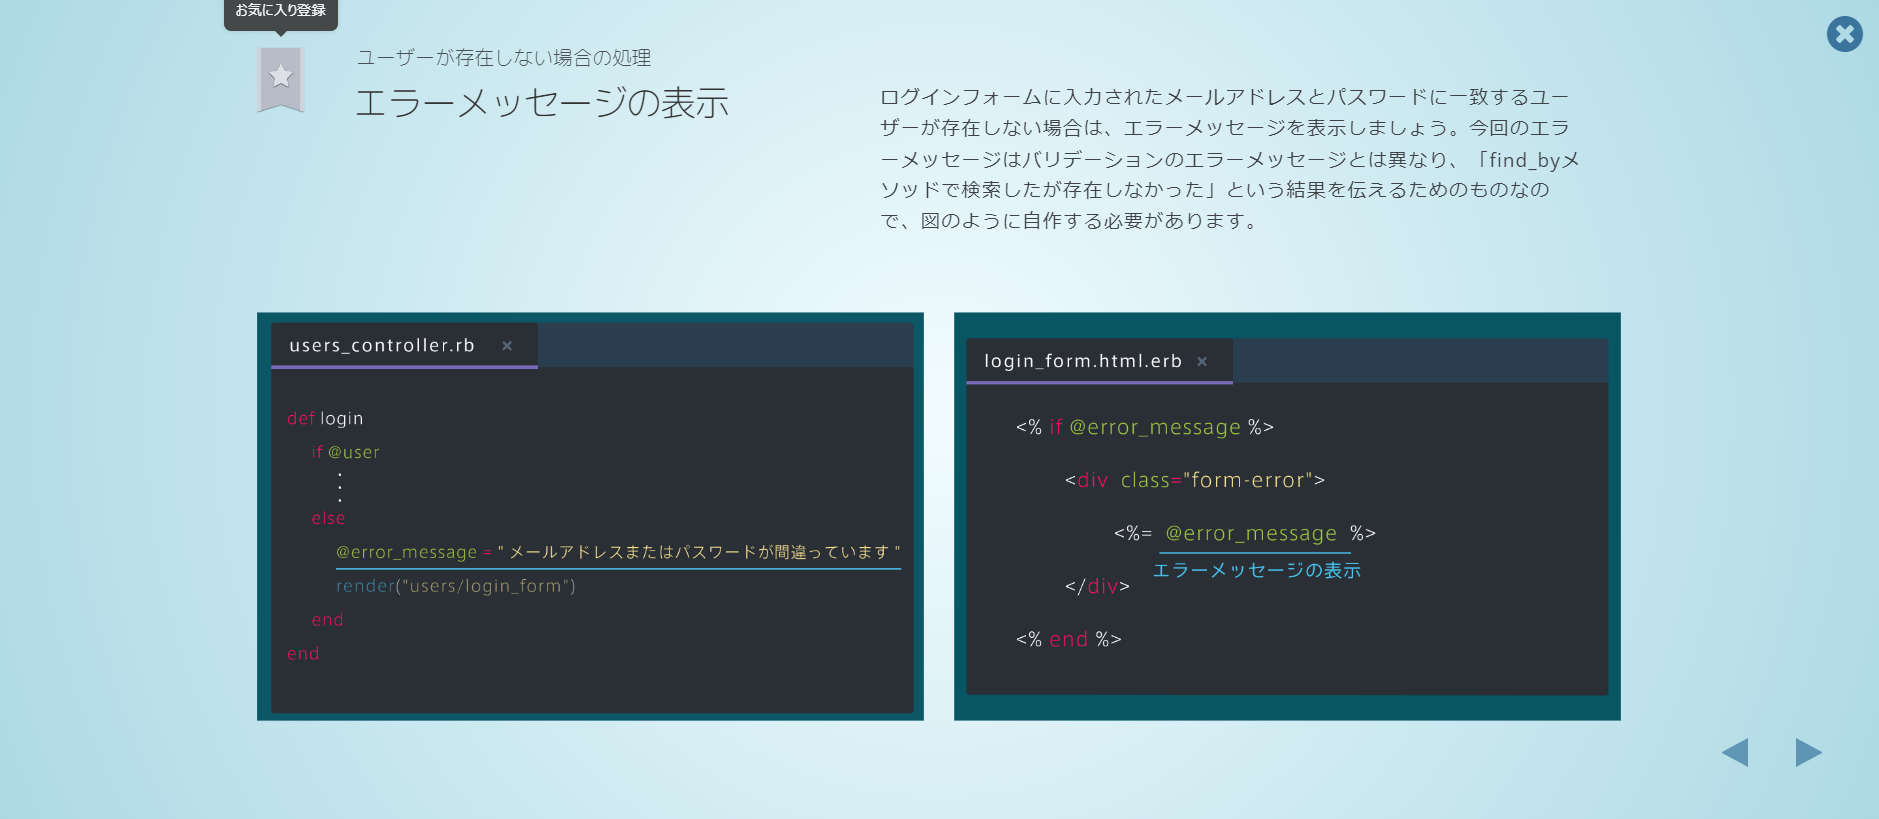 お気に入り登録
ユーザーが存在しない場合の処理
エラーメッセージの表示
ログインフォームに入力されたメールアドレスとパスワードに一致するユー
ザーが存在しない場合は、エラーメッセージを表示しましょう。今回のエラ
ーメッセージはバリデーションのエラーメッセージとは異なり、「find_byメ
ソッドで検索したが存在しなかった」という結果を伝えるためのものなの
で、図のように自作する必要があります。
users_controller.rb ×
def login
if @user
else
@error_message = " メールアドレスまたはパスワードが間違っています "
render("users/login_form")
end
end
login_form.html.erb ×
<% if @error_message %>
<div class="form-error">
<%= @error_message %>
エラーメッセージの表示
</div>
<% end %>